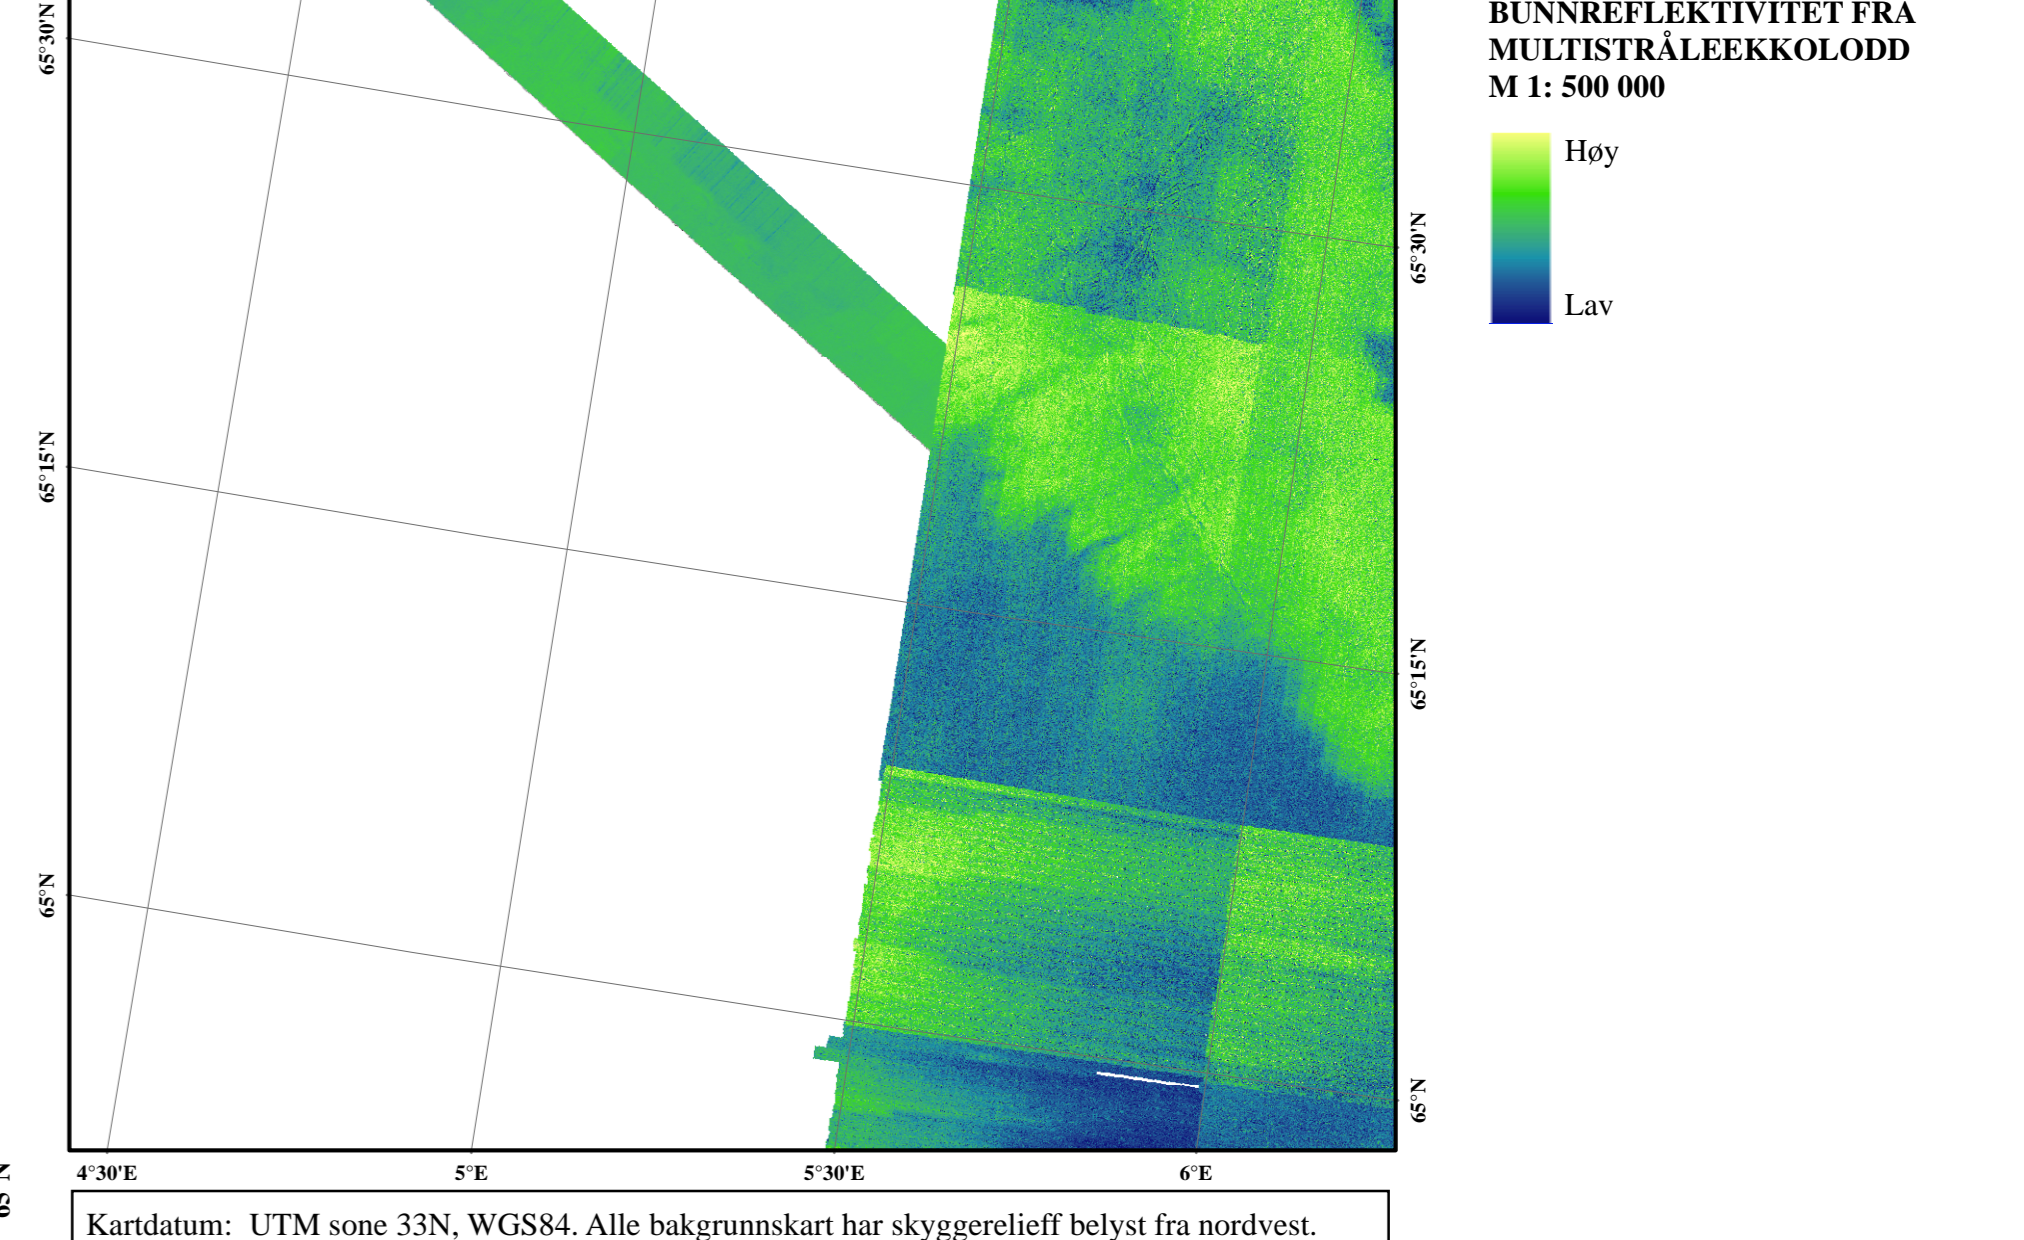 BUNNREFLEKTIVITET FRA
MULTISTRÅLEEKKOLODD
M 1: 500 000
Høy
Lav
65°30'N
65°15'N
65°N
65°30'N
65°15'N
65°N
4°30'E
5°E
5°30'E
6°E
Kartdatum: UTM sone 33N, WGS84. Alle bakgrunnskart har skyggerelieff belyst fra nordvest.